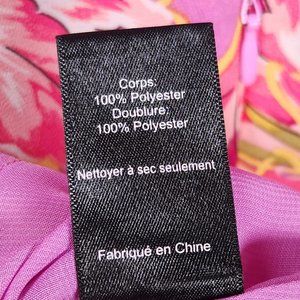 Corps:
100% Polyester
Doublure:
100% Polyester
Nettoyer à sec seulement
Fabriqué en Chine